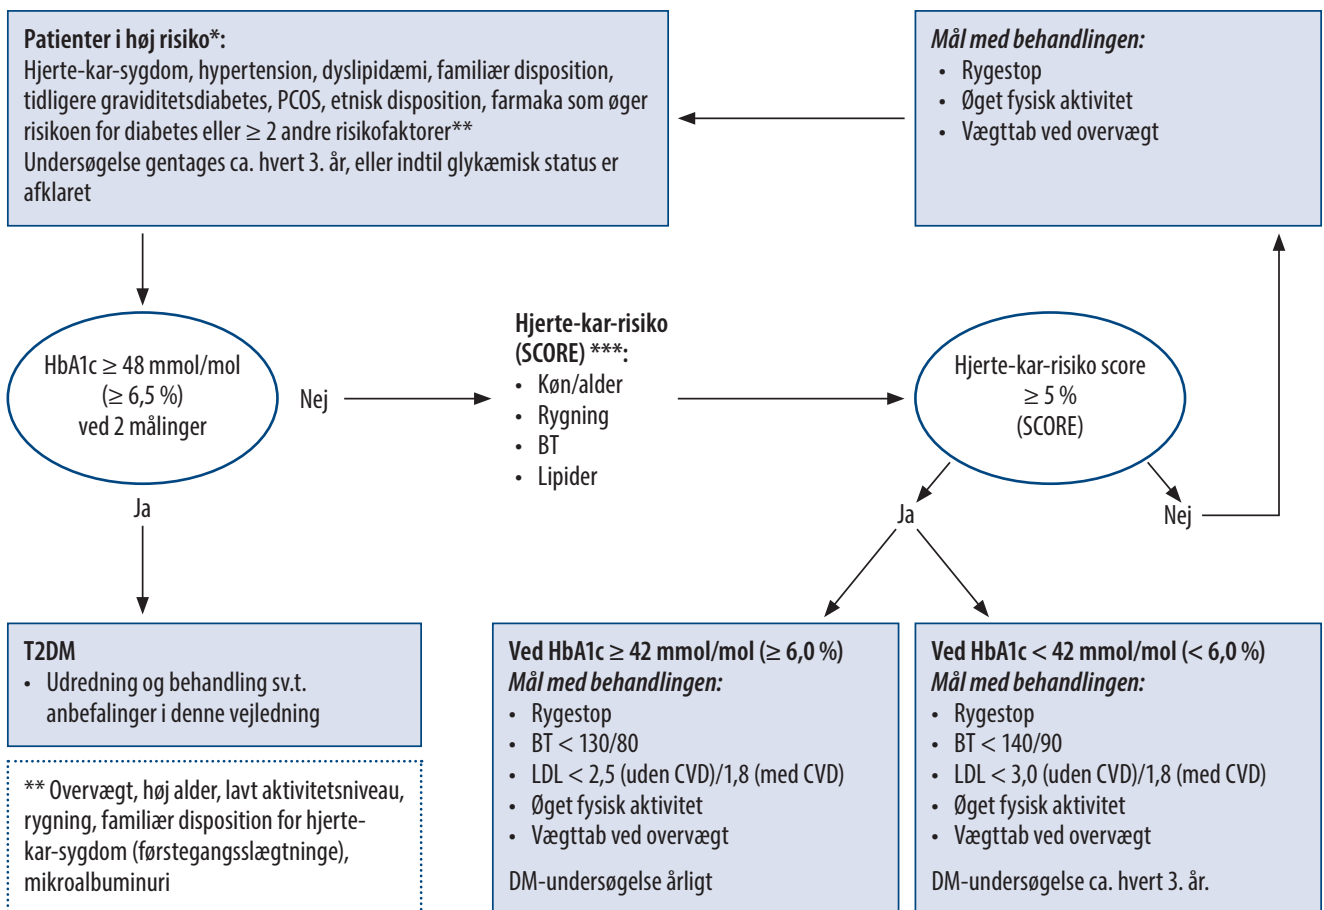 Patienter i høj risiko*:
Hjerte-kar-sygdom, hypertension, dyslipidæmi, familiær disposition,
tidligere graviditetsdiabetes, PCOS, etnisk disposition, farmaka som øger
risikoen for diabetes eller ≥ 2 andre risikofaktorer**
Undersøgelse gentages ca. hvert 3. år, eller indtil glykæmisk status er
afklaret
Mål med behandlingen:
• Rygestop
• Øget fysisk aktivitet
• Vægttab ved overvægt
HbA1c ≥ 48 mmol/mol
(≥ 6,5 %)
ved 2 målinger
Nej
Hjerte-kar-risiko
(SCORE) ***:
• Køn/alder
• Rygning
• BT
• Lipider
Hjerte-kar-risiko score
≥ 5 %
(SCORE)
Ja
Ja
Nej
T2DM
• Udredning og behandling sv.t.
anbefalinger i denne vejledning
** Overvægt, høj alder, lavt aktivitetsniveau,
rygning, familiær disposition for hjerte-
kar-sygdom (førstegangsslægtninge),
mikroalbuminuri
Ved HbA1c ≥ 42 mmol/mol (≥ 6,0 %)
Mål med behandlingen:
• Rygestop
• BT < 130/80
• LDL < 2,5 (uden CVD)/1,8 (med CVD)
• Øget fysisk aktivitet
• Vægttab ved overvægt
DM-undersøgelse årligt
Ved HbA1c < 42 mmol/mol (< 6,0 %)
Mål med behandlingen:
• Rygestop
• BT < 140/90
• LDL < 3,0 (uden CVD)/1,8 (med CVD)
• Øget fysisk aktivitet
• Vægttab ved overvægt
DM-undersøgelse ca. hvert 3. år.